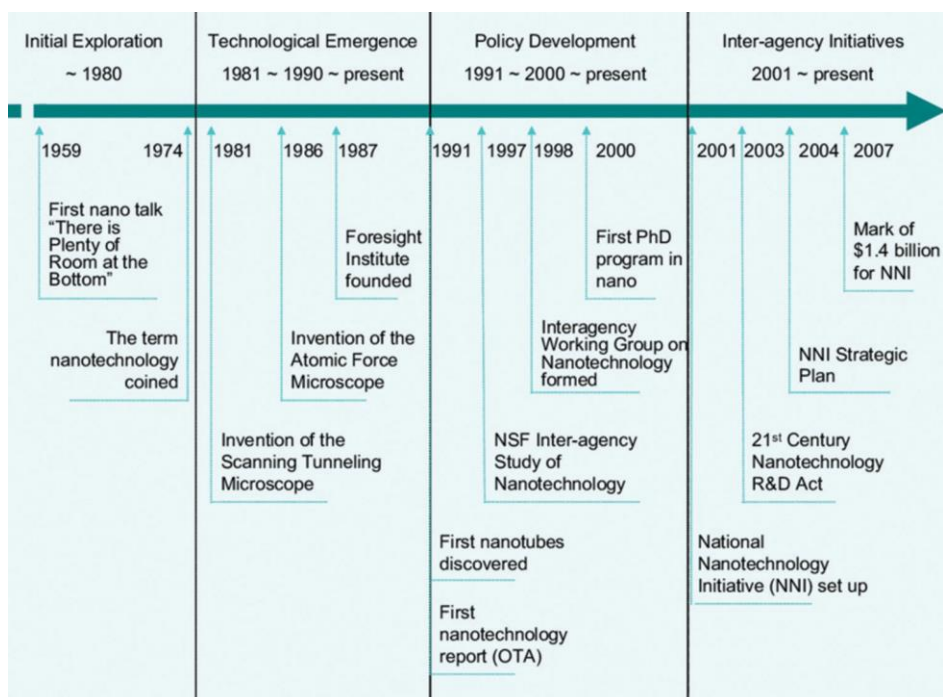 Initial Exploration
~ 1980
Technological Emergence
1981 ~ 1990 ~ present
Policy Development
1991 ~ 2000 ~ present
Inter-agency Initiatives
2001 ~ present
1959
1974
1981
1986
1987
1991
1997
1998
2000
2001
2003
2004
2007
First nano talk
“There is
Plenty of
Room at the
Bottom”
The term
nanotechnology
coined
Foresight
Institute
founded
Invention of the
Atomic Force
Microscope
Invention of the
Scanning Tunneling
Microscope
First PhD
program in
nano
Interagency
Working Group on
Nanotechnology
formed
NSF Inter-agency
Study of
Nanotechnology
First nanotubes
discovered
First
nanotechnology
report (OTA)
Mark of
$1.4 billion
for NNI
NNI Strategic
Plan
21st Century
Nanotechnology
R&D Act
National
Nanotechnology
Initiative (NNI) set up